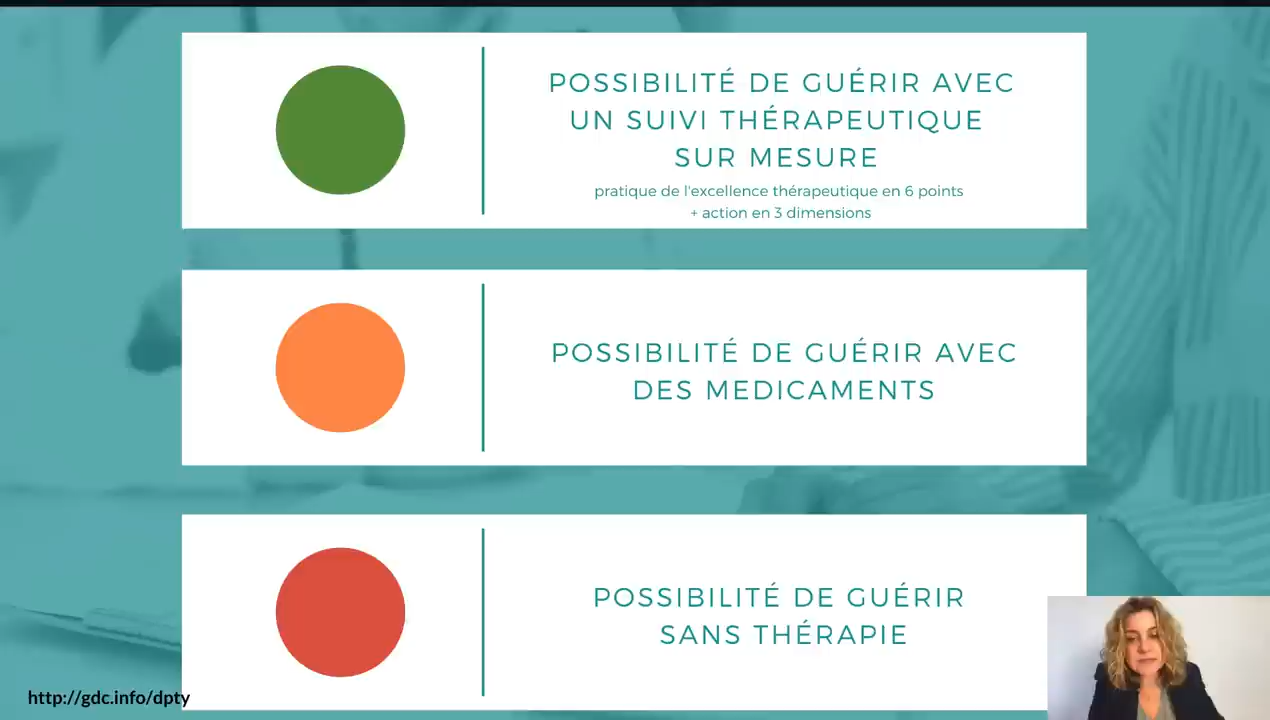 POSSIBILITÉ DE GUÉRIR AVEC
UN SUIVI THÉRAPEUTIQUE
SUR MESURE
pratique de l'excellence thérapeutique en 6 points
+ action en 3 dimensions
POSSIBILITÉ DE GUÉRIR AVEC
DES MEDICAMENTS
POSSIBILITÉ DE GUÉRIR
SANS THÉRAPIE
http://gdc.info/dpty